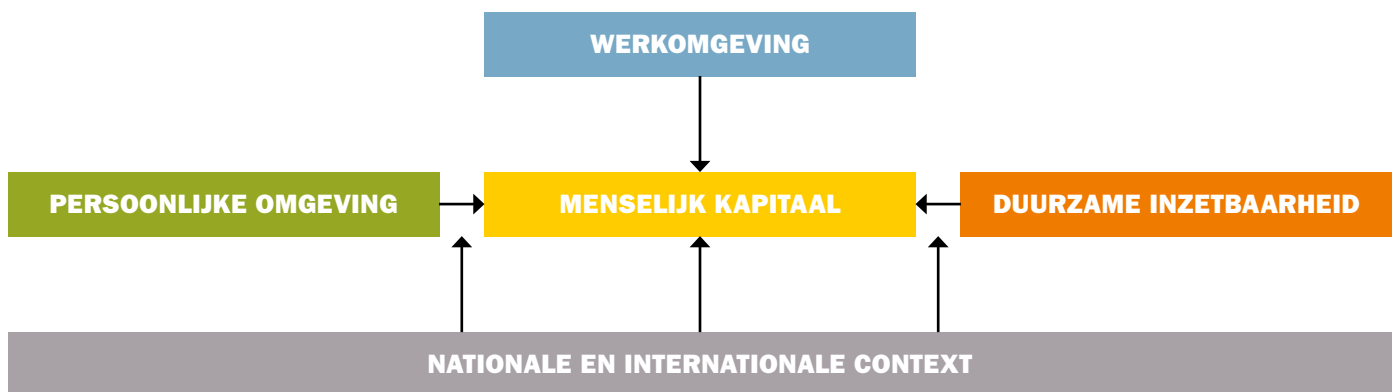 WERKOMGEVING
PERSOONLIJKE OMGEVING
MENSELIJK KAPITAAL
DUURZAME INZETBAARHEID
NATIONALE EN INTERNATIONALE CONTEXT